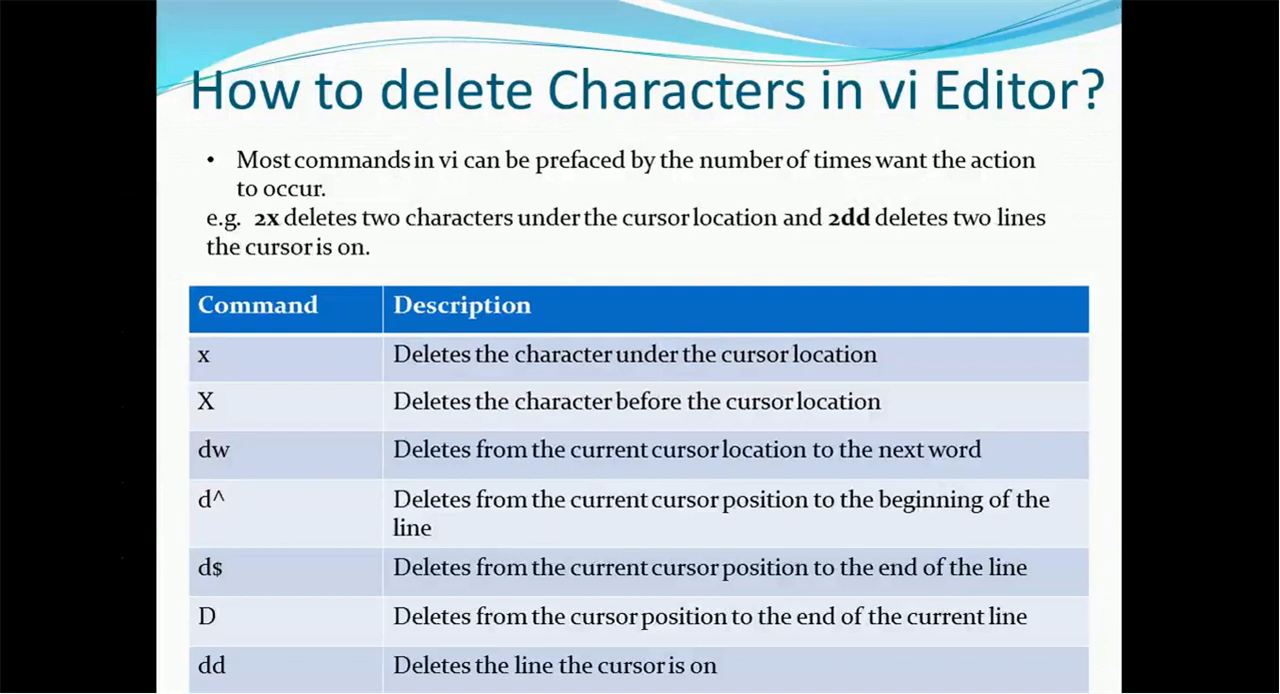 How to delete Characters in vi Editor?
• Most commands in vi can be prefaced by the number of times want the action
to occur.
e.g. 2x deletes two characters under the cursor location and 2dd deletes two lines
the cursor is on.
Command Description
x Deletes the character under the cursor location
X Deletes the character before the cursor location
dw Deletes from the current cursor location to the next word
d^ Deletes from the current cursor position to the beginning of the
line
d$ Deletes from the current cursor position to the end of the line
D Deletes from the cursor position to the end of the current line
dd Deletes the line the cursor is on